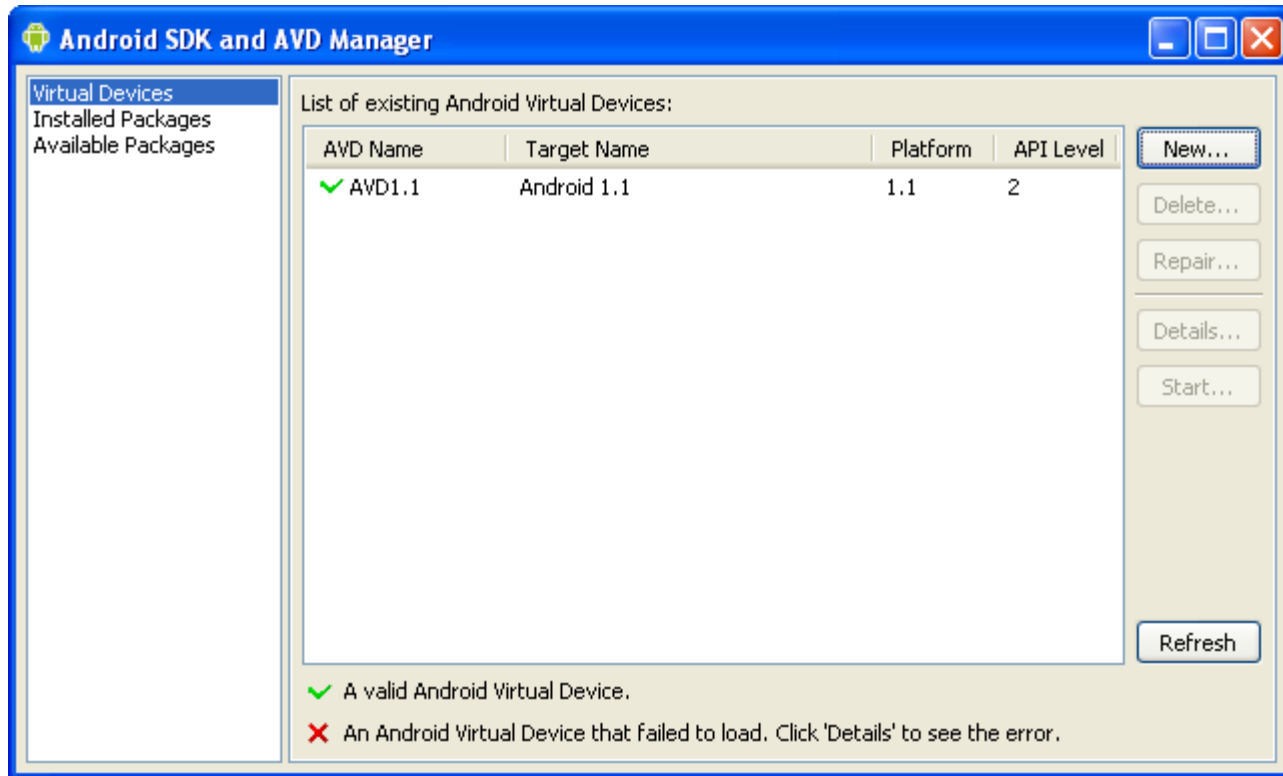 Android SDK and AVD Manager
Virtual Devices
Installed Packages
Available Packages
List of existing Android Virtual Devices:
AVD Name Target Name Platform API Level
AVD1.1 Android 1.1 1.1 2
New...
Delete...
Repair...
Details...
Start...
Refresh
A valid Android Virtual Device.
An Android Virtual Device that failed to load. Click 'Details' to see the error.